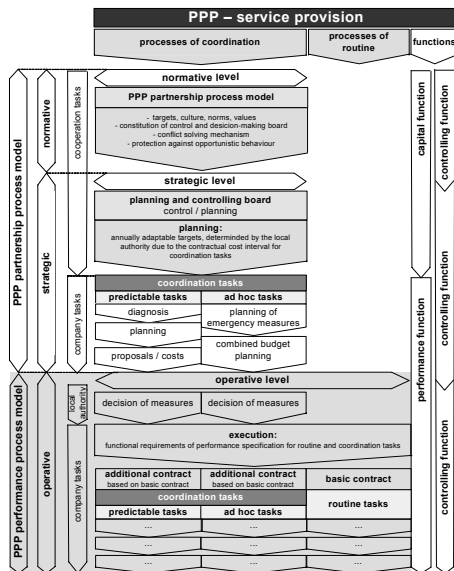 PPP – service provision
processes of coordination
processes of
routine
functions
normative level
PPP partnership process model
- targets, culture, norms, values
- constitution of control and desicion-making board
- conflict solving mechanism
- protection against opportunistic behaviour
strategic level
planning and controlling board
control / planning
planning:
annually adaptable targets, determinded by the local
authority due to the contractual cost interval for
coordination tasks
coordination tasks
predictable tasks
ad hoc tasks
diagnosis
planning of
emergency measures
planning
combined budget
planning
proposals / costs
operative level
decision of measures
decision of measures
execution:
functional requirements of performance specification for routine and coordination tasks
additional contract
based on basic contract
additional contract
based on basic contract
basic contract
coordination tasks
routine tasks
predictable tasks
ad hoc tasks
...
...
...
...
...
...
...
...
...
PPP partnership process model
PPP performance process model
normative
strategic
operative
cooperation tasks
company tasks
local
authority
company tasks
capital function
performance function
controlling function
controlling function
controlling function